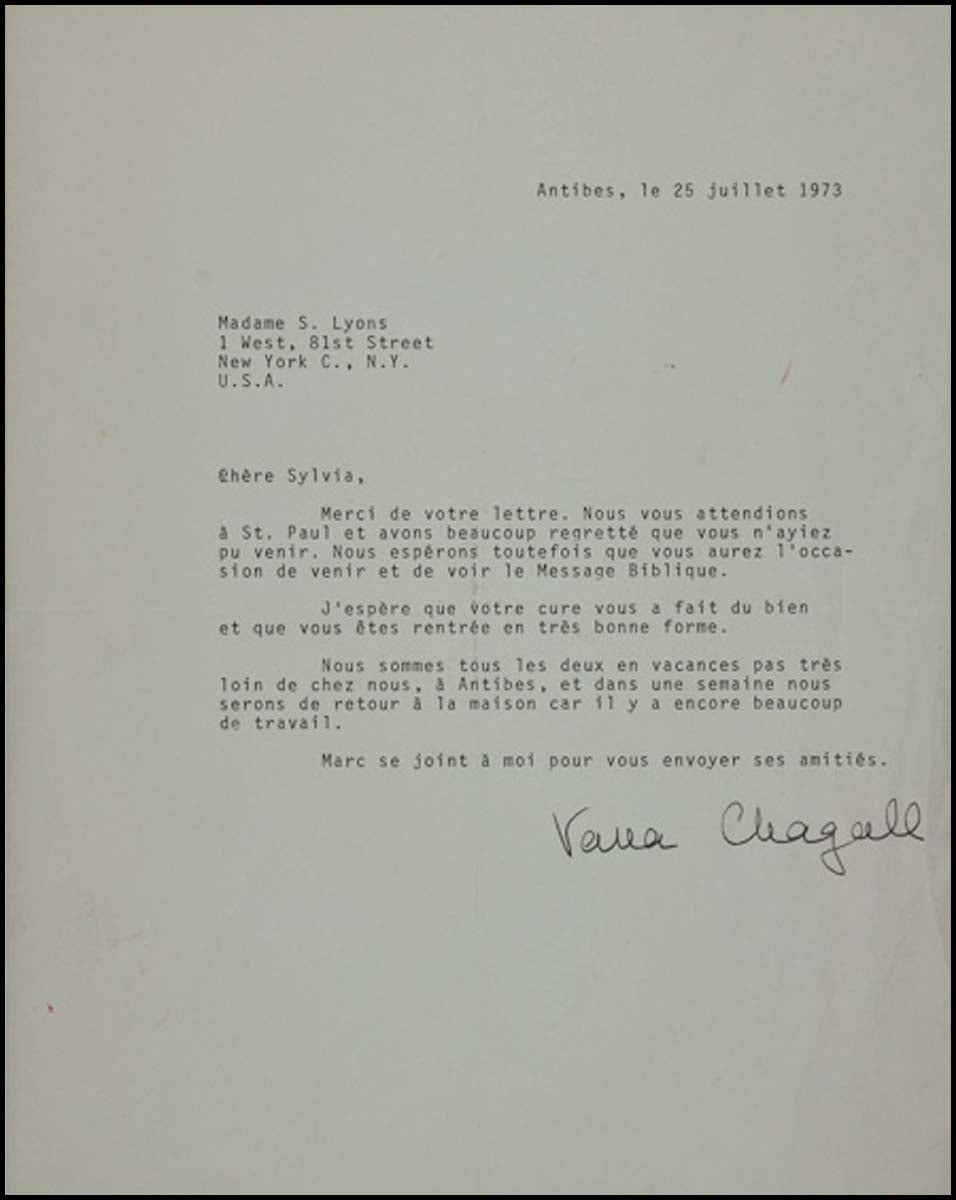 Antibes, le 25 juillet 1973
Madame S. Lyons
1 West, 81st Street
New York C., N.Y.
U.S.A.
Chère Sylvia,
Merci de votre lettre. Nous vous attendions
à St. Paul et avons beaucoup regretté que vous n'ayiez
pu venir. Nous espérons toutefois que vous aurez l'occa-
sion de venir et de voir le Message Biblique.
J'espère que votre cure vous a fait du bien
et que vous êtes rentrée en très bonne forme.
Nous sommes tous les deux en vacances pas très
loin de chez nous, à Antibes, et dans une semaine nous
serons de retour à la maison car il y a encore beaucoup
de travail.
Marc se joint à moi pour vous envoyer ses amitiés.
Vava Chagall